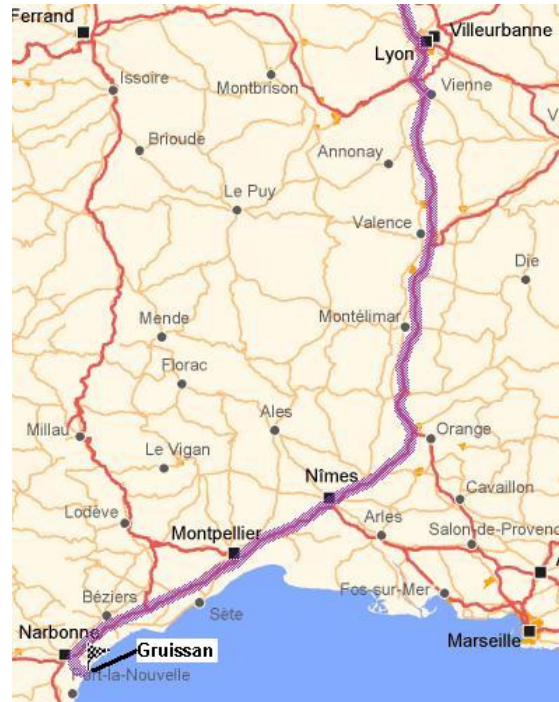 Ferrand
Villeurbanne
Lyon
Issoire
Montbrison
Vienne
Brioude
Annonay
Le Puy
Valence
Die
Montélimar
Mende
Florac
Ales
Millau
Orange
Le Vigan
Nîmes
Cavaillon
Lodève
Arles
Montpellier
Salon-de-Provenc
Fos-sur-Mer
Béziers
Sète
Narbonne
Gruissan
Marseille
Port-la-Nouvelle